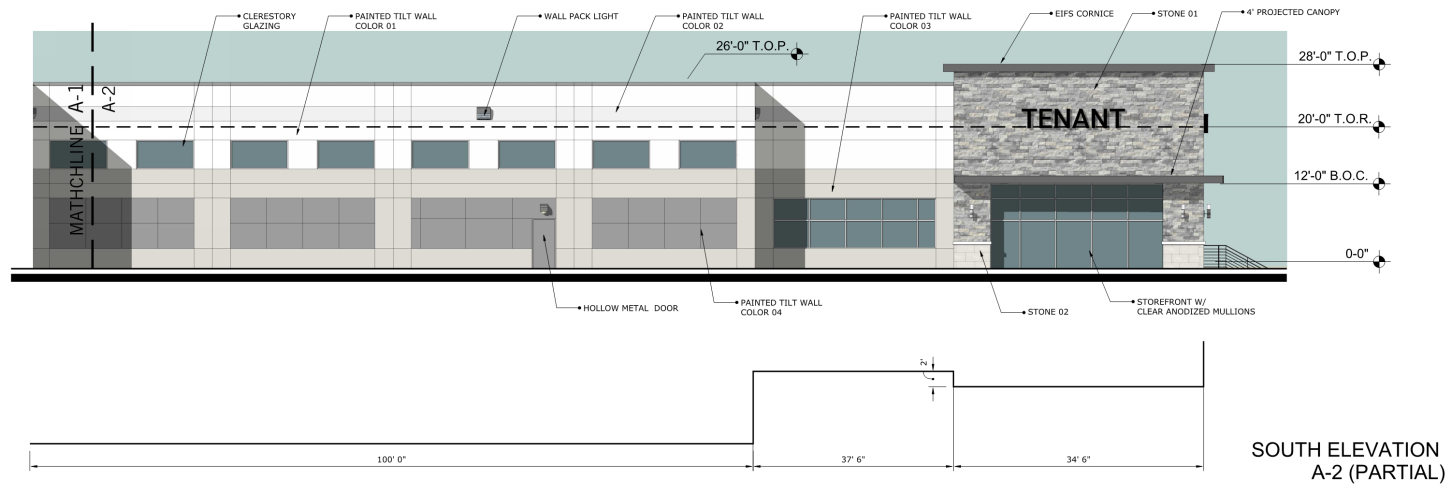 CLERESTORY
GLAZING
PAINTED TILT WALL
COLOR 01
WALL PACK LIGHT
PAINTED TILT WALL
COLOR 02
PAINTED TILT WALL
COLOR 03
EIFS CORNICE
STONE 01
4' PROJECTED CANOPY
26'-0" T.O.P.
28'-0" T.O.P.
MATHCHLINE A-1
A-2
TENANT
20'-0" T.O.R.
12'-0" B.O.C.
0-0"
HOLLOW METAL DOOR
PAINTED TILT WALL
COLOR 04
STONE 02
STOREFRONT W/
CLEAR ANODIZED MULLIONS
2'
100' 0"
37' 6"
34' 6"
SOUTH ELEVATION
A-2 (PARTIAL)